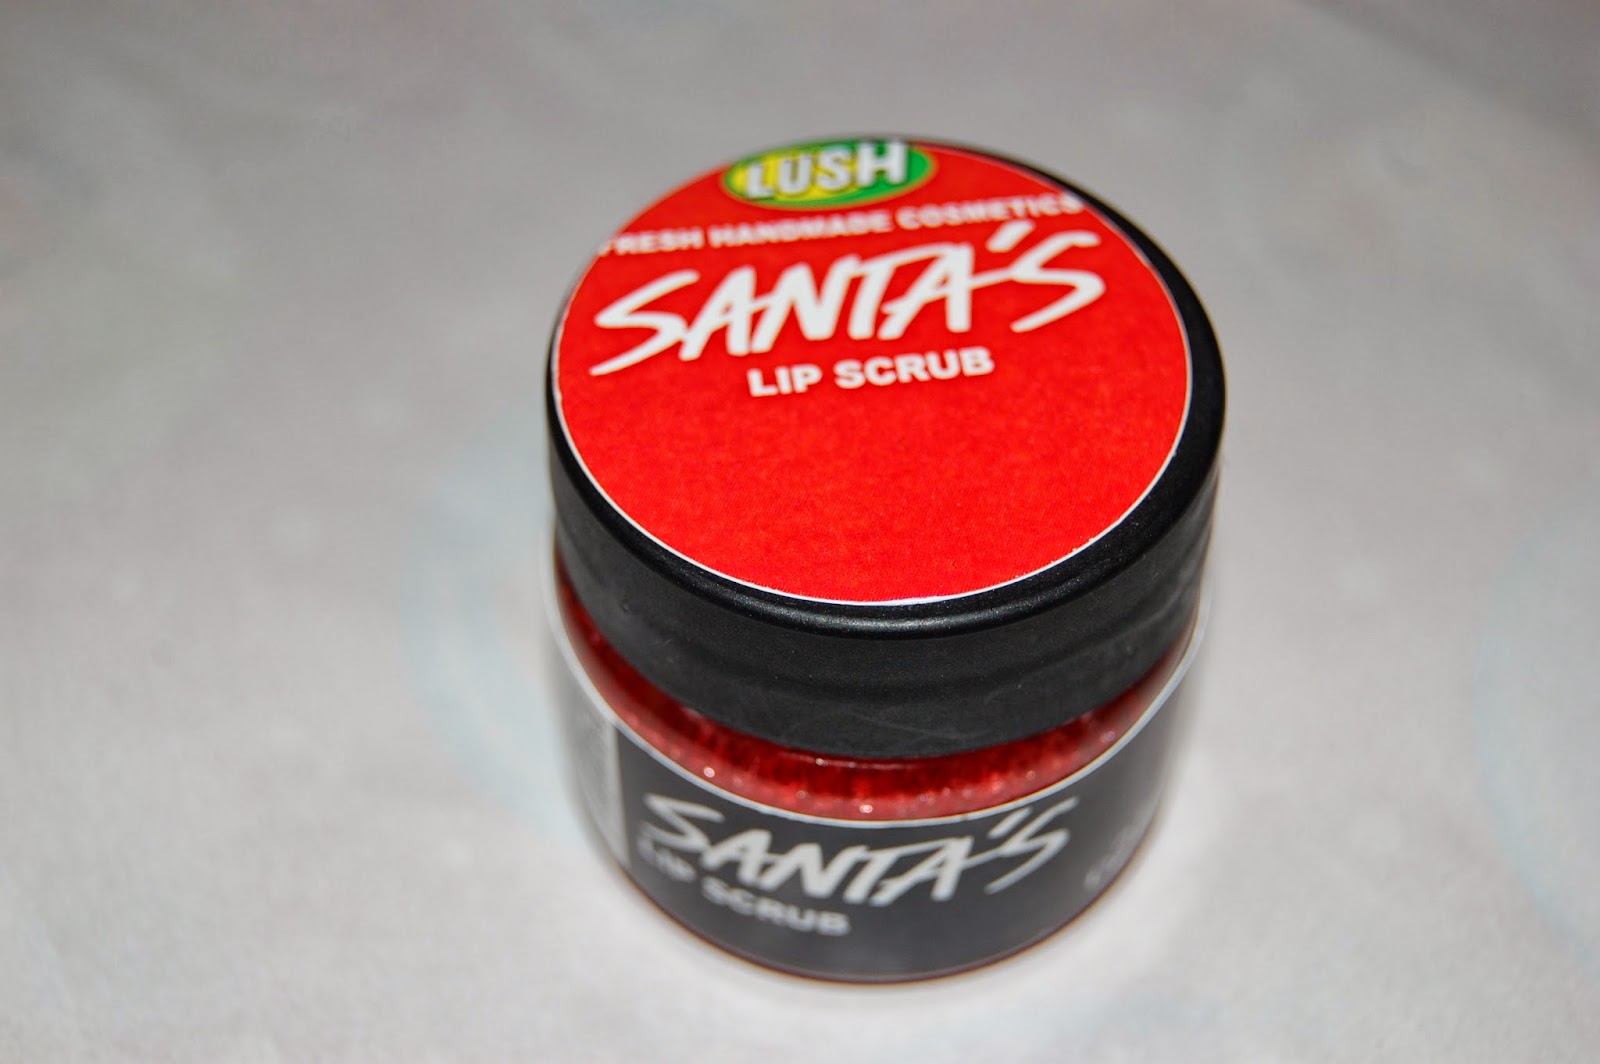 LUSH
FRESH HANDMADE COSMETICS
SANTA'S
LIP SCRUB
SANTA'S
LIP SCRUB